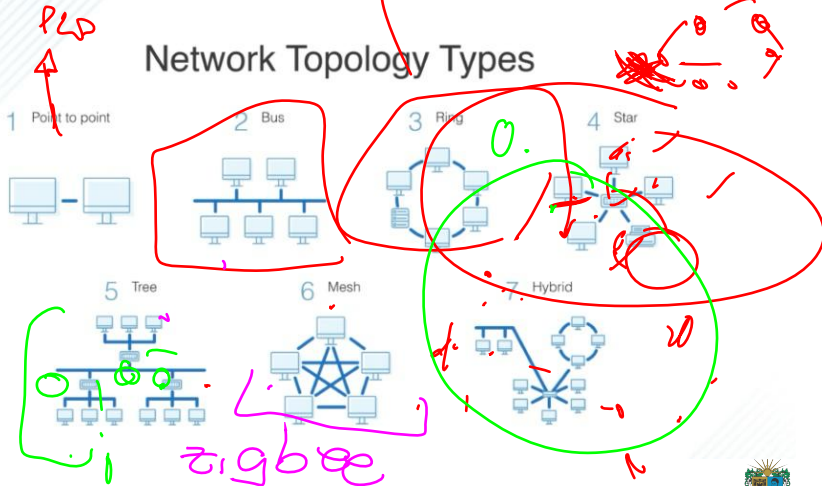 Network Topology Types
1 Point to point
2 Bus
3 Ring
4 Star
5 Tree
6 Mesh
7 Hybrid
zigbee